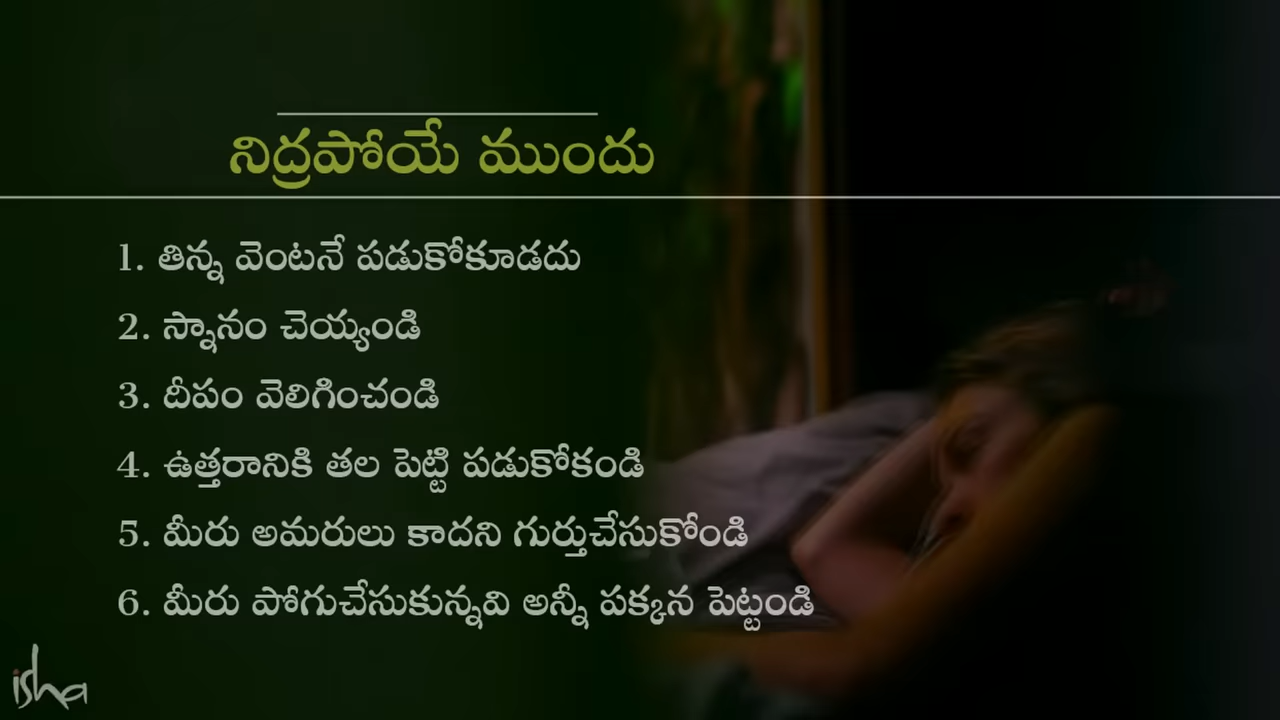 నిద్రపోయే ముందు
1. తిన్న వెంటనే పడుకోకూడదు
2. స్నానం చెయ్యండి
3. దీపం వెలిగించండి
4. ఉత్తరానికి తల పెట్టి పడుకోకండి
5. మీరు అమరులు కాదని గుర్తుచేసుకోండి
6. మీరు పోగుచేసుకున్నవి అన్నీ పక్కన పెట్టండి
isha